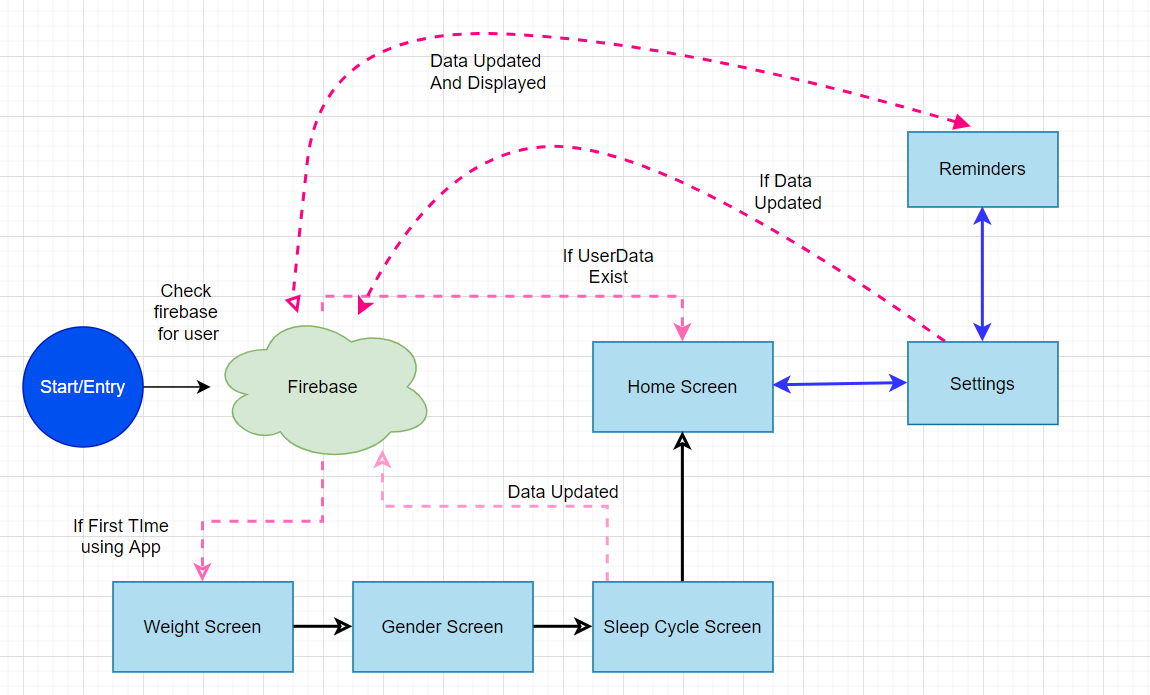 Data Updated
And Displayed
Reminders
If Data
Updated
If UserData
Exist
Check
firebase
for user
Start/Entry
Firebase
Home Screen
Settings
Data Updated
If First TIme
using App
Weight Screen
Gender Screen
Sleep Cycle Screen